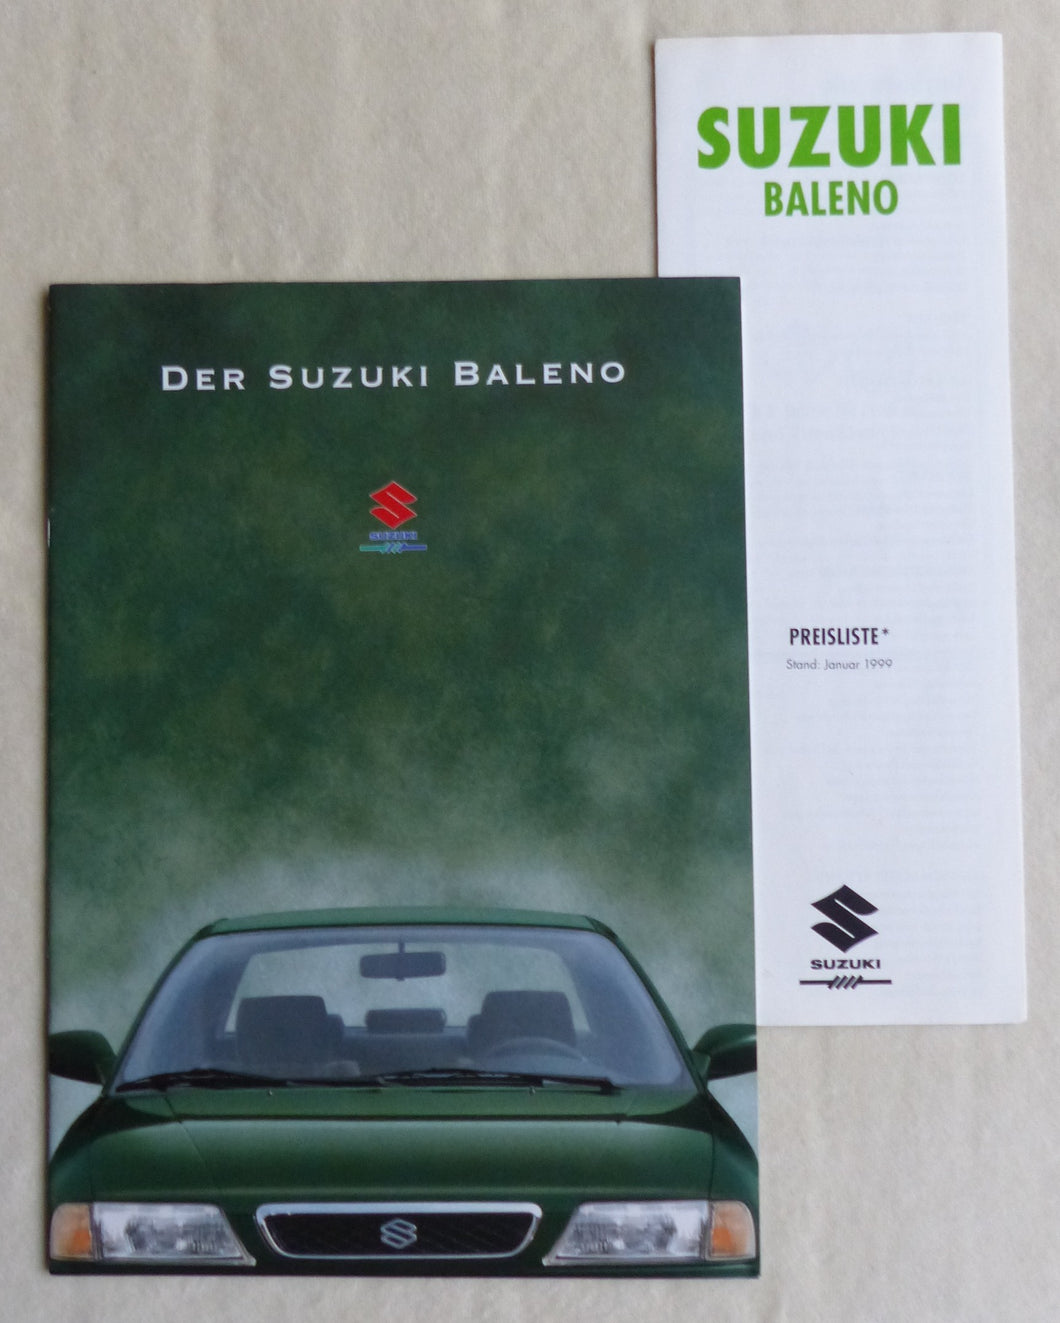 SUZUKI
BALENO
PREISLISTE*
Stand: Januar 1999
SUZUKI
DER SUZUKI BALENO
SUZUKI